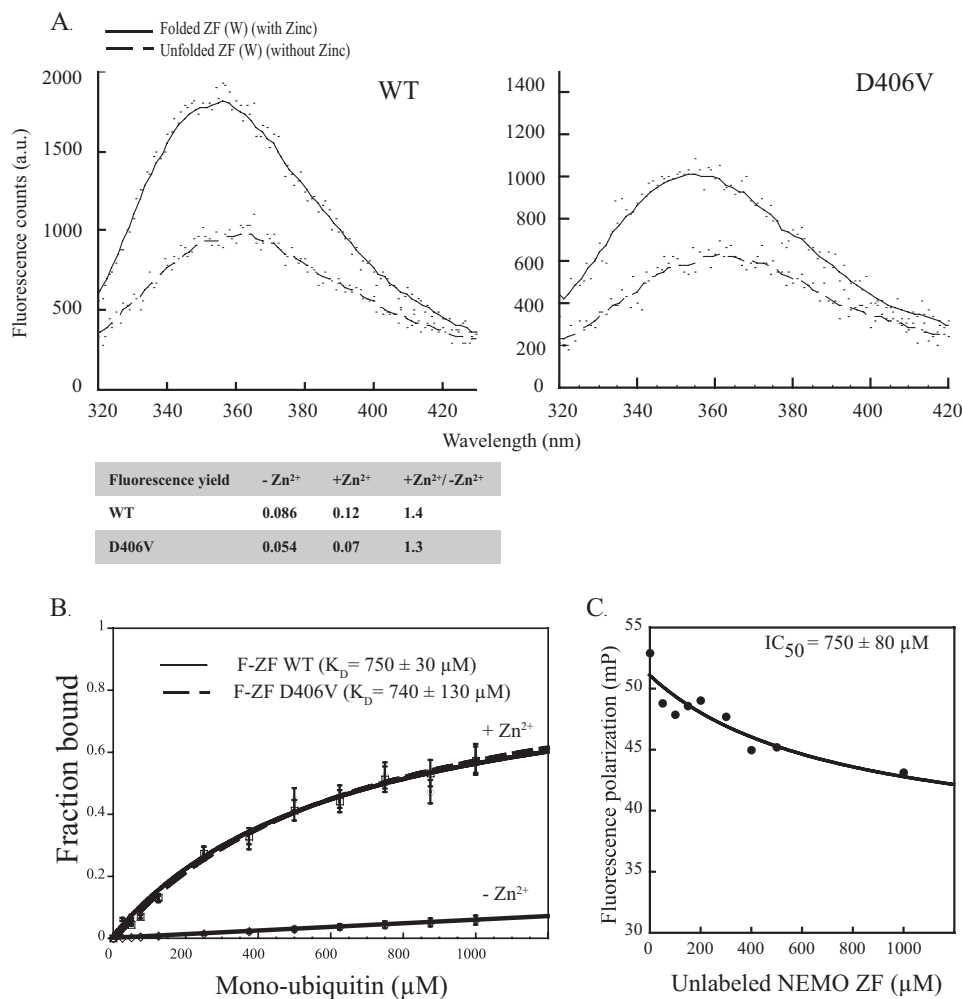 A.
Folded ZF (W) (with Zinc)
Unfolded ZF (W) (without Zinc)
WT
D406V
Fluorescence counts (a.u.)
2000
1500
1000
500
0
320 340 360 380 400 420
1400
1200
1000
800
600
400
200
0
320 340 360 380 400 420
Wavelength (nm)
Fluorescence yield - Zn²⁺ +Zn²⁺ +Zn²⁺/ -Zn²⁺
WT 0.086 0.12 1.4
D406V 0.054 0.07 1.3
B.
Fraction bound
1
0.8
0.6
0.4
0.2
0
F-ZF WT (K_D= 750 ± 30 µM)
F-ZF D406V (K_D= 740 ± 130 µM)
+ Zn²⁺
- Zn²⁺
0 200 400 600 800 1000
Mono-ubiquitin (µM)
C.
IC₅₀ = 750 ± 80 µM
Fluorescence polarization (mP)
55
50
45
40
35
30
0 200 400 600 800 1000
Unlabeled NEMO ZF (µM)